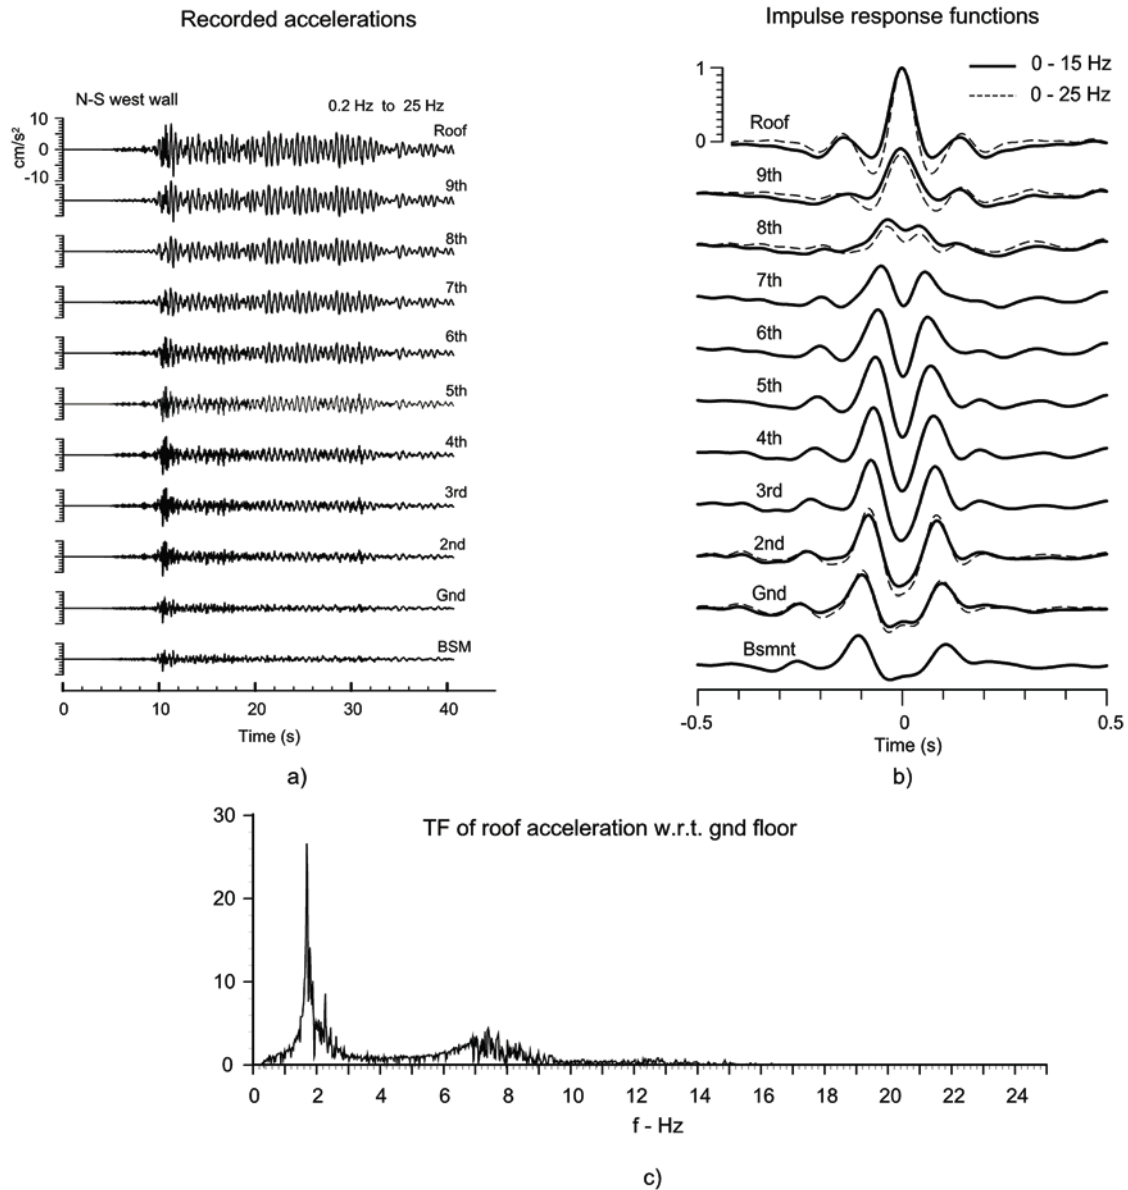 Recorded accelerations
N-S west wall
0.2 Hz to 25 Hz
cm/s²
10
0
-10
Roof
9th
8th
7th
6th
5th
4th
3rd
2nd
Gnd
BSM
0 10 20 30 40
Time (s)
a)
Impulse response functions
0 - 15 Hz
0 - 25 Hz
1
0
Roof
9th
8th
7th
6th
5th
4th
3rd
2nd
Gnd
Bsmnt
-0.5 0 0.5
Time (s)
b)
TF of roof acceleration w.r.t. gnd floor
30
20
10
0
0 2 4 6 8 10 12 14 16 18 20 22 24
f - Hz
c)